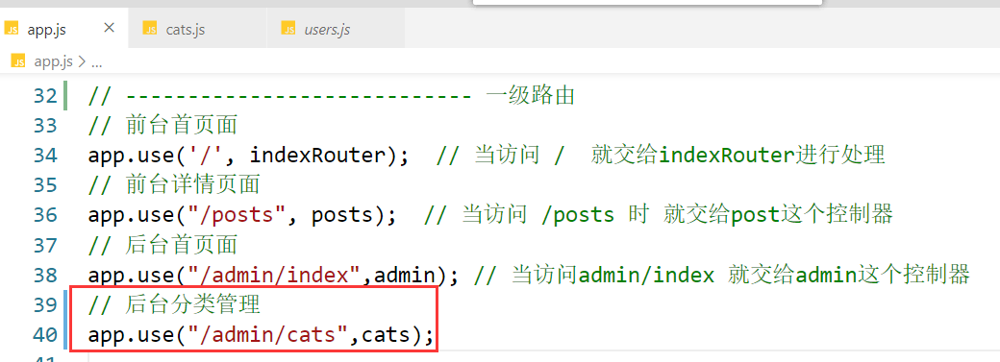 JS app.js × JS cats.js JS users.js
JS app.js > ...
32 // ---------------------------- 一级路由
33 // 前台首页面
34 app.use('/', indexRouter);  // 当访问 /  就交给indexRouter进行处理
35 // 前台详情页面
36 app.use("/posts", posts);  // 当访问 /posts 时 就交给post这个控制器
37 // 后台首页面
38 app.use("/admin/index",admin); // 当访问admin/index 就交给admin这个控制器
39 // 后台分类管理
40 app.use("/admin/cats",cats);
41